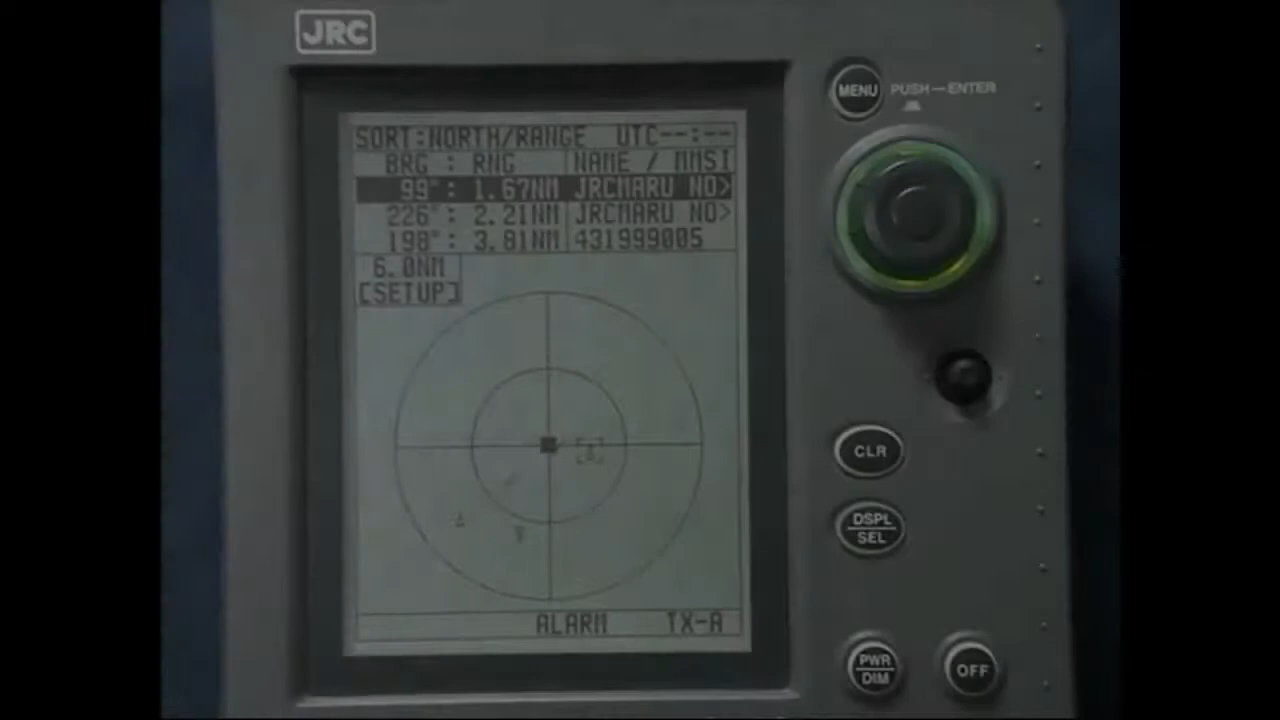 JRC
MENU PUSH—ENTER
SORT:NORTH/RANGE UTC--:--
BRG : RNG NAME / MMSI
99°: 1.67NM JRCMARU NO>
226°: 2.21NM JRCMARU NO>
198°: 3.81NM 431999005
6.0NM
[SETUP]
CLR
DSPL
SEL
ALARM TX-A
PWR
DIM
OFF